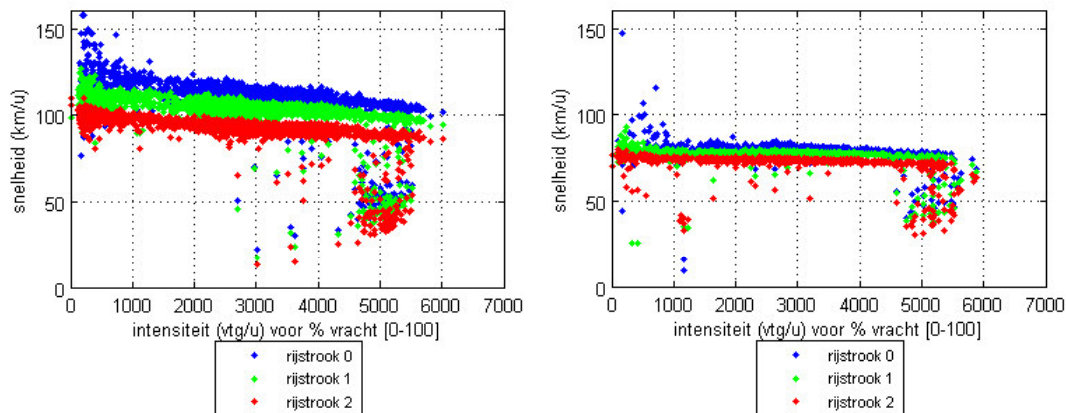 150
100
50
0
snelheid (km/u)
0 1000 2000 3000 4000 5000 6000 7000
intensiteit (vtg/u) voor % vracht [0-100]
rijstrook 0
rijstrook 1
rijstrook 2
150
100
50
0
snelheid (km/u)
0 1000 2000 3000 4000 5000 6000 7000
intensiteit (vtg/u) voor % vracht [0-100]
rijstrook 0
rijstrook 1
rijstrook 2